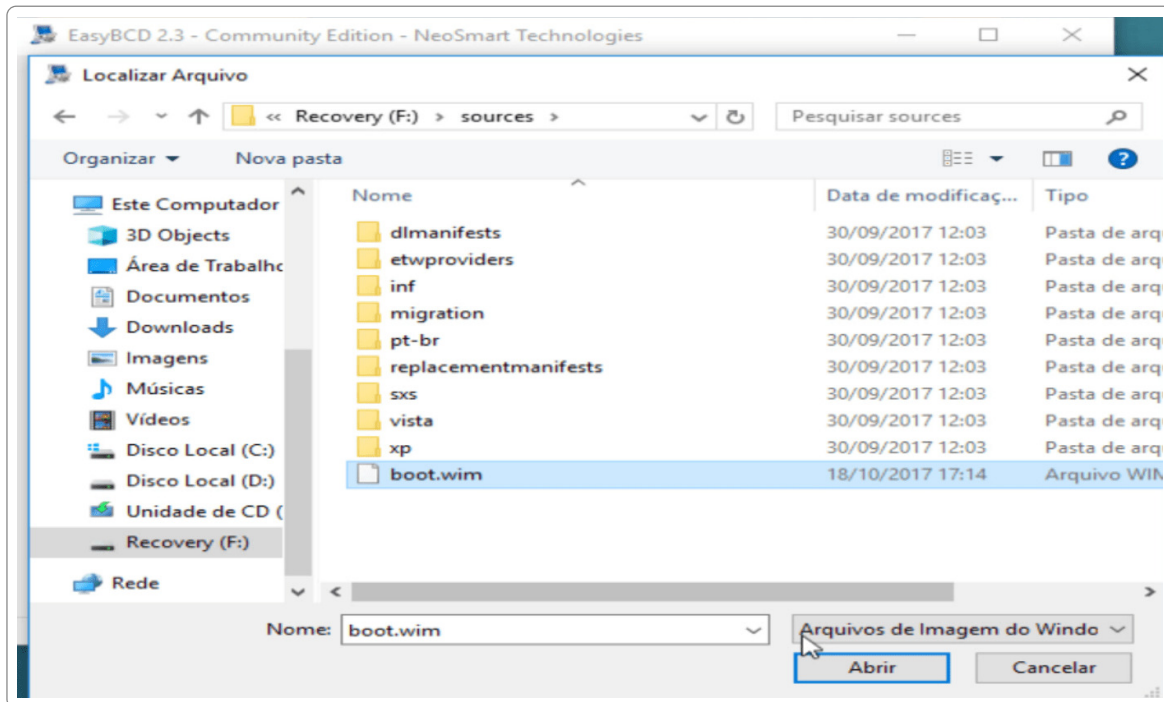 EasyBCD 2.3 - Community Edition - NeoSmart Technologies
Localizar Arquivo
« Recovery (F:) › sources ›
Pesquisar sources
Organizar
Nova pasta
Nome
Data de modificaç...
Tipo
Este Computador
3D Objects
Área de Trabalhc
Documentos
Downloads
Imagens
Músicas
Vídeos
Disco Local (C:)
Disco Local (D:)
Unidade de CD (
Recovery (F:)
Rede
dlmanifests 30/09/2017 12:03 Pasta de arq
etwproviders 30/09/2017 12:03 Pasta de arq
inf 30/09/2017 12:03 Pasta de arq
migration 30/09/2017 12:03 Pasta de arq
pt-br 30/09/2017 12:03 Pasta de arq
replacementmanifests 30/09/2017 12:03 Pasta de arq
sxs 30/09/2017 12:03 Pasta de arq
vista 30/09/2017 12:03 Pasta de arq
xp 30/09/2017 12:03 Pasta de arq
boot.wim 18/10/2017 17:14 Arquivo WIM
Nome: boot.wim
Arquivos de Imagem do Windo
Abrir
Cancelar